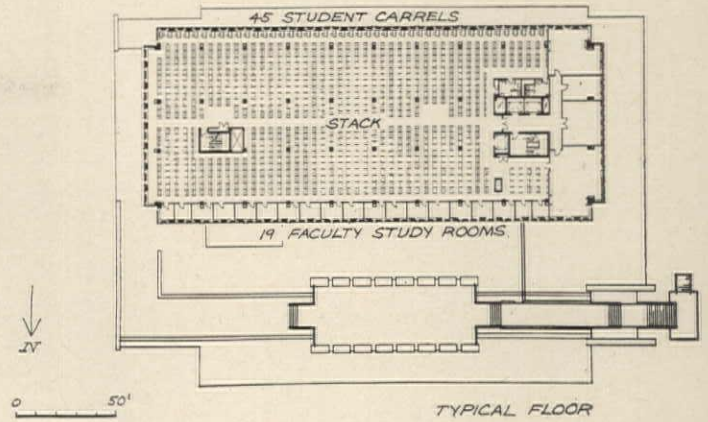 45 STUDENT CARRELS
STACK
19 FACULTY STUDY ROOMS
N
0 50'
TYPICAL FLOOR